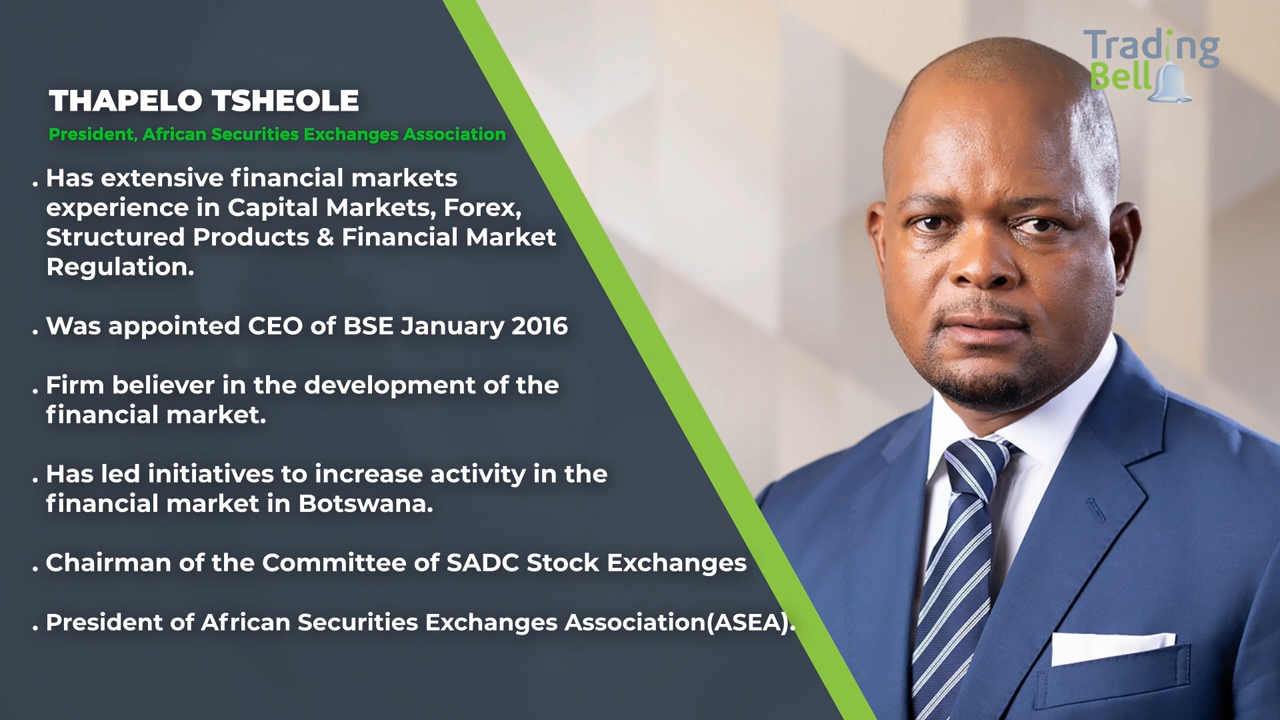 THAPELO TSHEOLE
President, African Securities Exchanges Association
. Has extensive financial markets
experience in Capital Markets, Forex,
Structured Products & Financial Market
Regulation.
. Was appointed CEO of BSE January 2016
. Firm believer in the development of the
financial market.
. Has led initiatives to increase activity in the
financial market in Botswana.
. Chairman of the Committee of SADC Stock Exchanges
. President of African Securities Exchanges Association(ASEA).
Trading
Bell